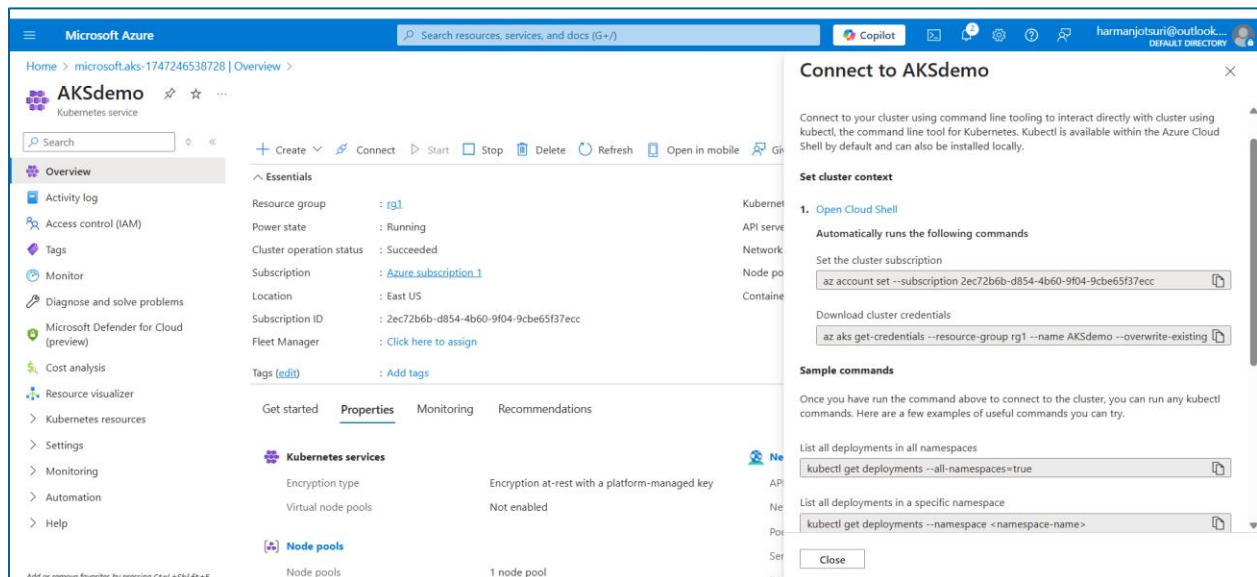 Microsoft Azure
Search resources, services, and docs (G+/)
Copilot
2
harmanjotsuri@outlook....
DEFAULT DIRECTORY
Home > microsoft.aks-1747246538728 | Overview >
AKSdemo
Kubernetes service
Search
Overview
Activity log
Access control (IAM)
Tags
Monitor
Diagnose and solve problems
Microsoft Defender for Cloud
(preview)
Cost analysis
Resource visualizer
Kubernetes resources
Settings
Monitoring
Automation
Help
Create
Connect
Start
Stop
Delete
Refresh
Open in mobile
Essentials
Resource group : rg1
Power state : Running
Cluster operation status : Succeeded
Subscription : Azure subscription 1
Location : East US
Subscription ID : 2ec72b6b-d854-4b60-9f04-9cbe65f37ecc
Fleet Manager : Click here to assign
Tags (edit) : Add tags
Kubernet
API serve
Network
Node po
Containe
Get started
Properties
Monitoring
Recommendations
Kubernetes services
Encryption type Encryption at-rest with a platform-managed key
Virtual node pools Not enabled
Node pools
Node pools 1 node pool
Ne
AP
Ne
Ser
Connect to AKSdemo
Connect to your cluster using command line tooling to interact directly with cluster using
kubectl, the command line tool for Kubernetes. Kubectl is available within the Azure Cloud
Shell by default and can also be installed locally.
Set cluster context
1. Open Cloud Shell
Automatically runs the following commands
Set the cluster subscription
az account set --subscription 2ec72b6b-d854-4b60-9f04-9cbe65f37ecc
Download cluster credentials
az aks get-credentials --resource-group rg1 --name AKSdemo --overwrite-existing
Sample commands
Once you have run the command above to connect to the cluster, you can run any kubectl
commands. Here are a few examples of useful commands you can try.
List all deployments in all namespaces
kubectl get deployments --all-namespaces=true
List all deployments in a specific namespace
kubectl get deployments --namespace <namespace-name>
Close